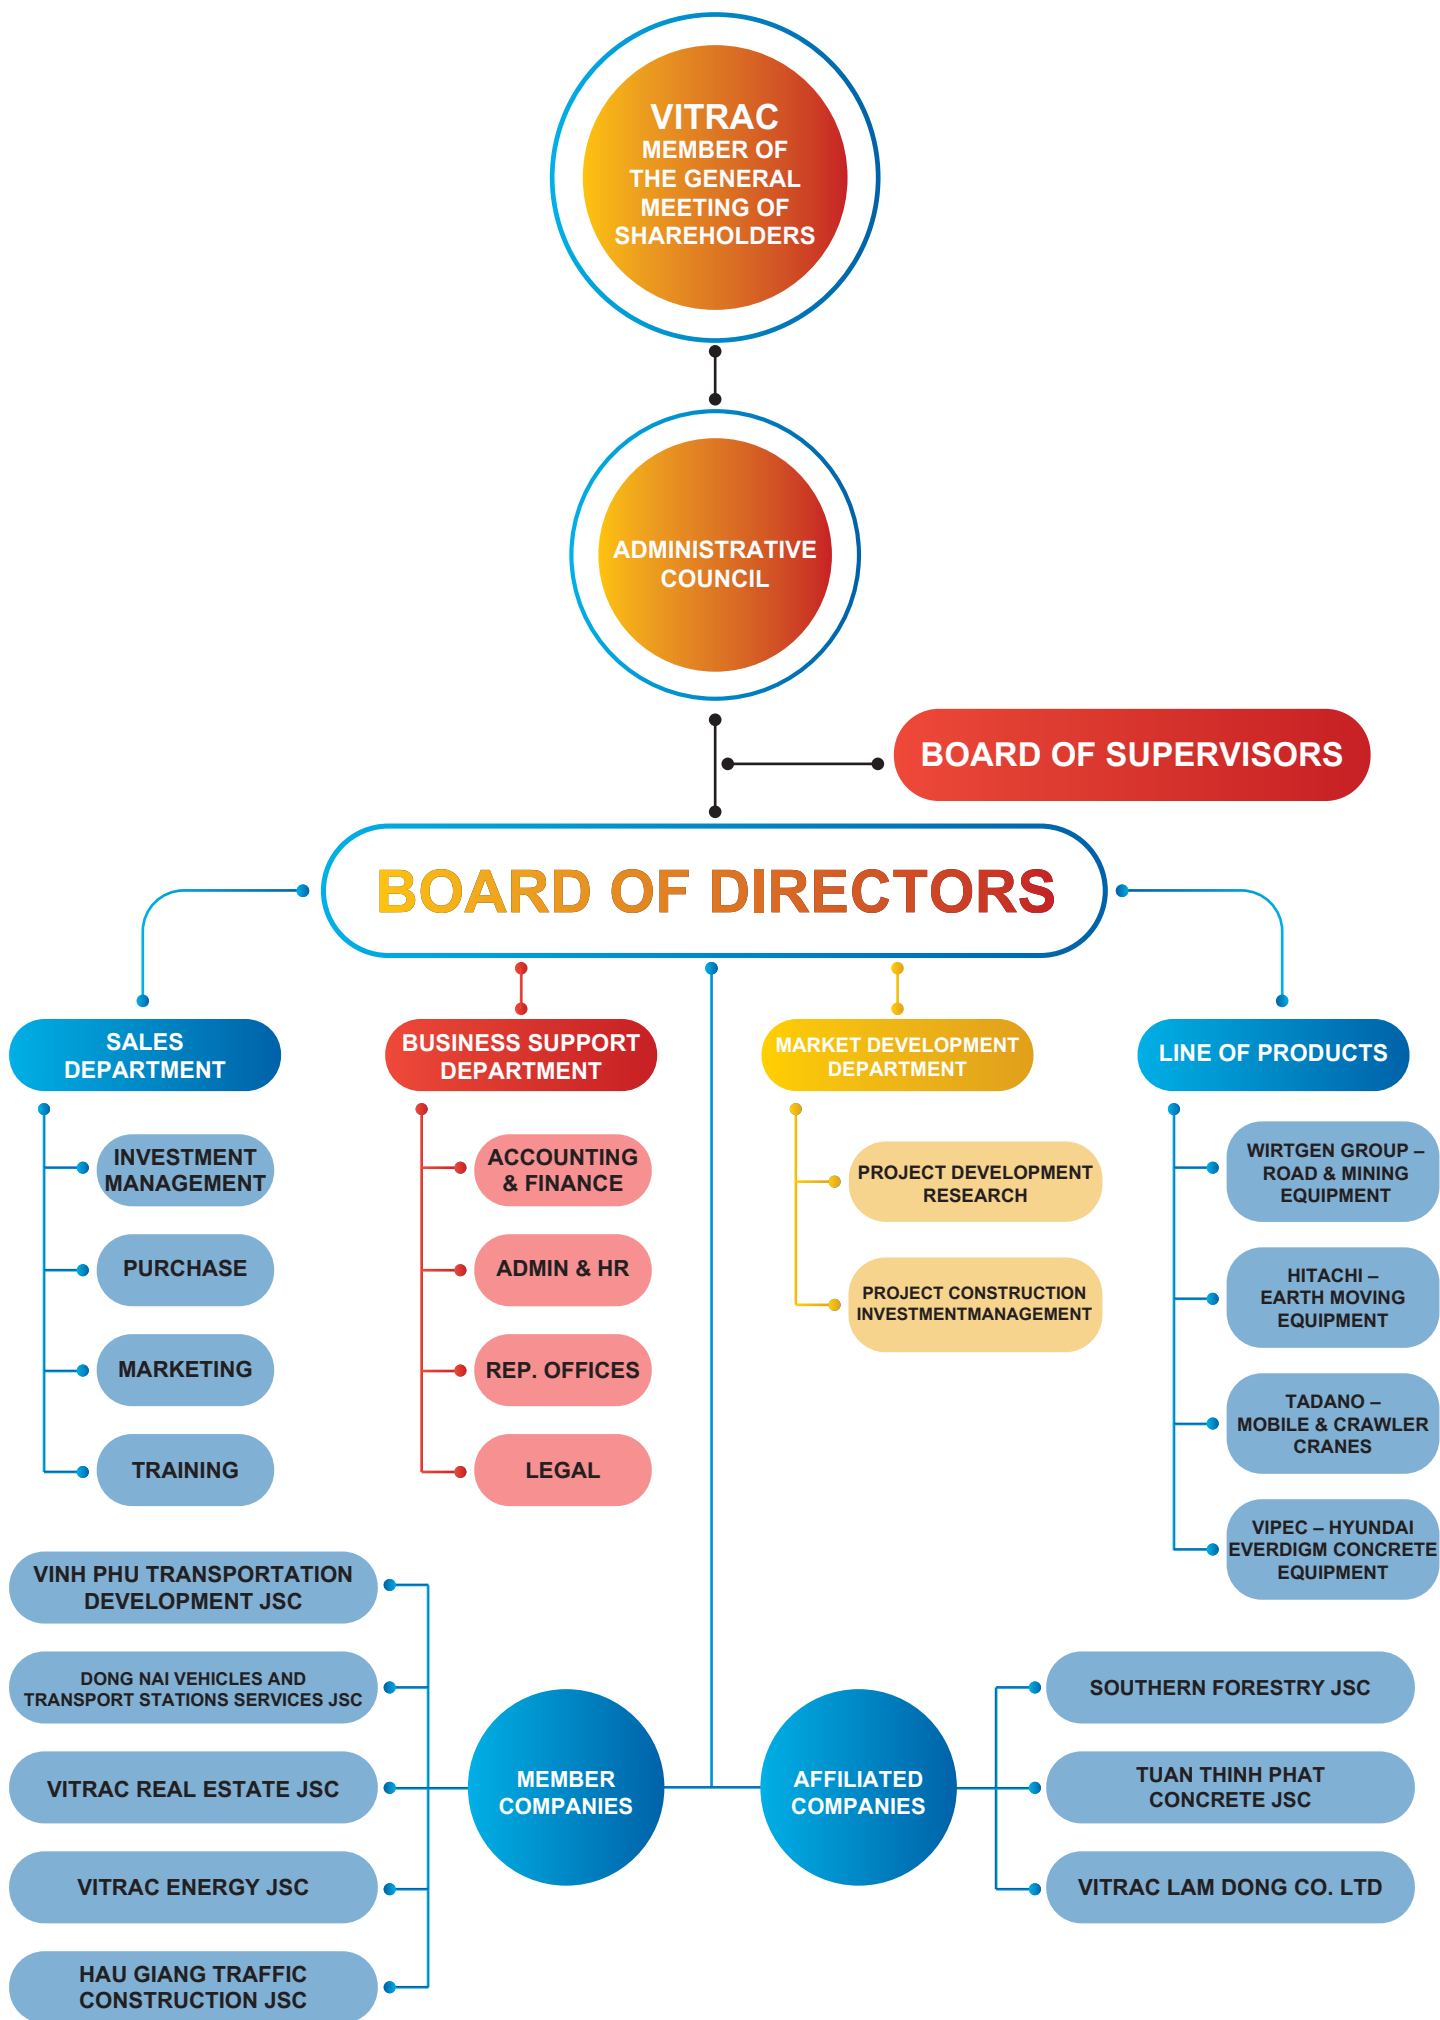 VITRAC
MEMBER OF
THE GENERAL
MEETING OF
SHAREHOLDERS
ADMINISTRATIVE
COUNCIL
BOARD OF SUPERVISORS
BOARD OF DIRECTORS
SALES
DEPARTMENT
INVESTMENT
MANAGEMENT
PURCHASE
MARKETING
TRAINING
BUSINESS SUPPORT
DEPARTMENT
ACCOUNTING
& FINANCE
ADMIN & HR
REP. OFFICES
LEGAL
MARKET DEVELOPMENT
DEPARTMENT
PROJECT DEVELOPMENT
RESEARCH
PROJECT CONSTRUCTION
INVESTMENTMANAGEMENT
LINE OF PRODUCTS
WIRTGEN GROUP –
ROAD & MINING
EQUIPMENT
HITACHI –
EARTH MOVING
EQUIPMENT
TADANO –
MOBILE & CRAWLER
CRANES
VIPEC – HYUNDAI
EVERDIGM CONCRETE
EQUIPMENT
MEMBER
COMPANIES
VINH PHU TRANSPORTATION
DEVELOPMENT JSC
DONG NAI VEHICLES AND
TRANSPORT STATIONS SERVICES JSC
VITRAC REAL ESTATE JSC
VITRAC ENERGY JSC
HAU GIANG TRAFFIC
CONSTRUCTION JSC
AFFILIATED
COMPANIES
SOUTHERN FORESTRY JSC
TUAN THINH PHAT
CONCRETE JSC
VITRAC LAM DONG CO. LTD